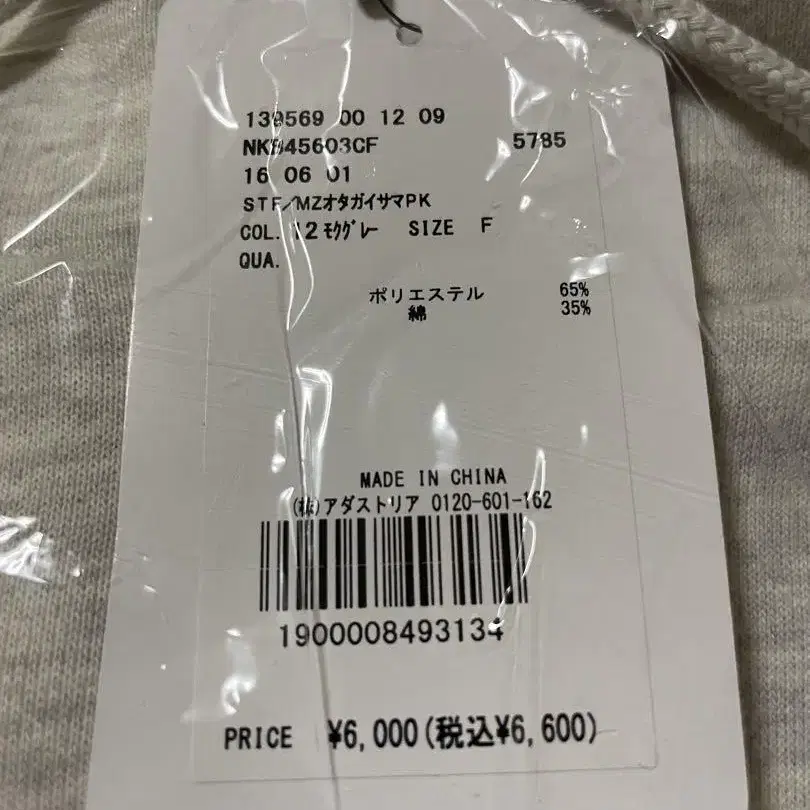 139569 00 12 09
NKB45603CF 5785
16 06 01
STF/MZオタガイサマPK
COL. 12 モクグレー SIZE F
QUA.
ポリエステル 65%
綿 35%
MADE IN CHINA
(株)アダストリア 0120-601-162
1900008493134
PRICE ¥6,000(税込¥6,600)